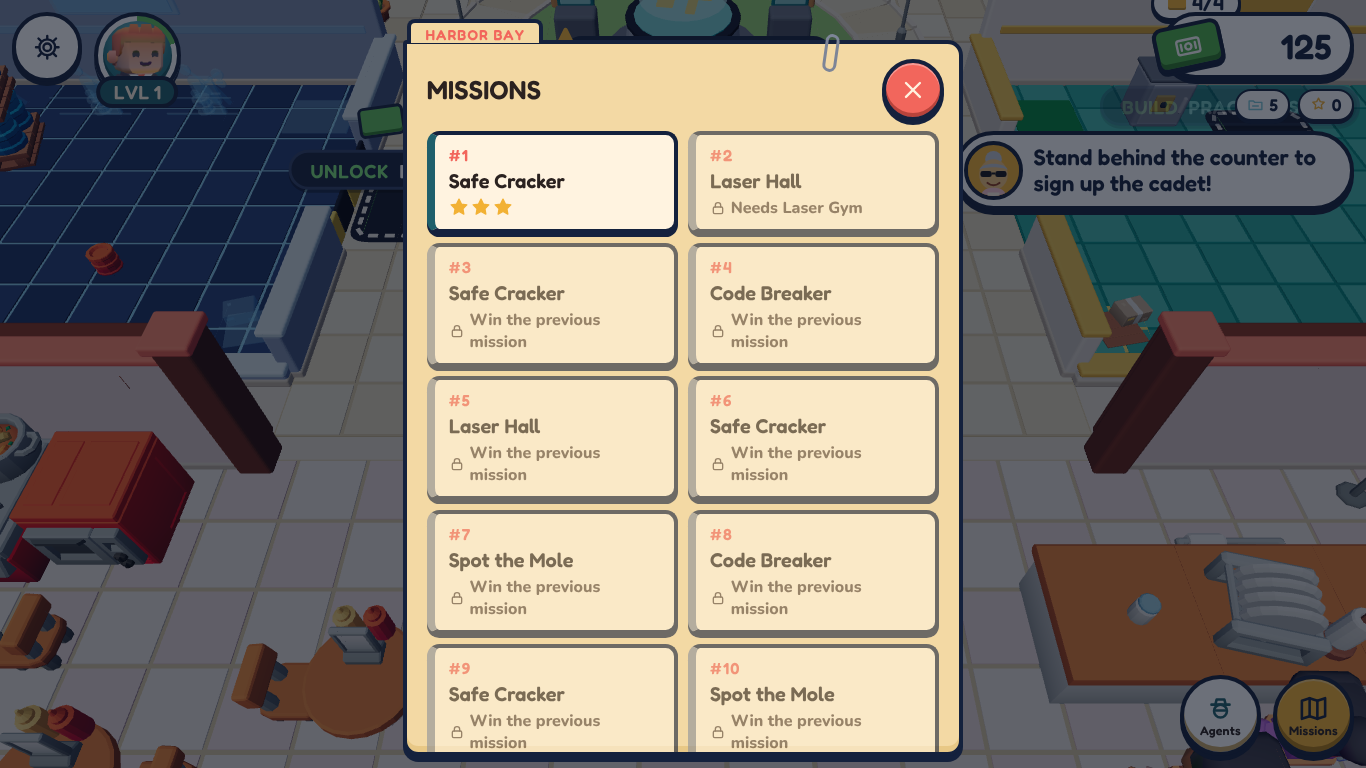 HARBOR BAY
MISSIONS
#1
Safe Cracker
#2
Laser Hall
Needs Laser Gym
#3
Safe Cracker
Win the previous
mission
#4
Code Breaker
Win the previous
mission
#5
Laser Hall
Win the previous
mission
#6
Safe Cracker
Win the previous
mission
#7
Spot the Mole
Win the previous
mission
#8
Code Breaker
Win the previous
mission
#9
Safe Cracker
Win the previous
mission
#10
Spot the Mole
Win the previous
mission
LVL 1
UNLOCK
4/4
125
BUILD
5
0
Stand behind the counter to
sign up the cadet!
Agents
Missions